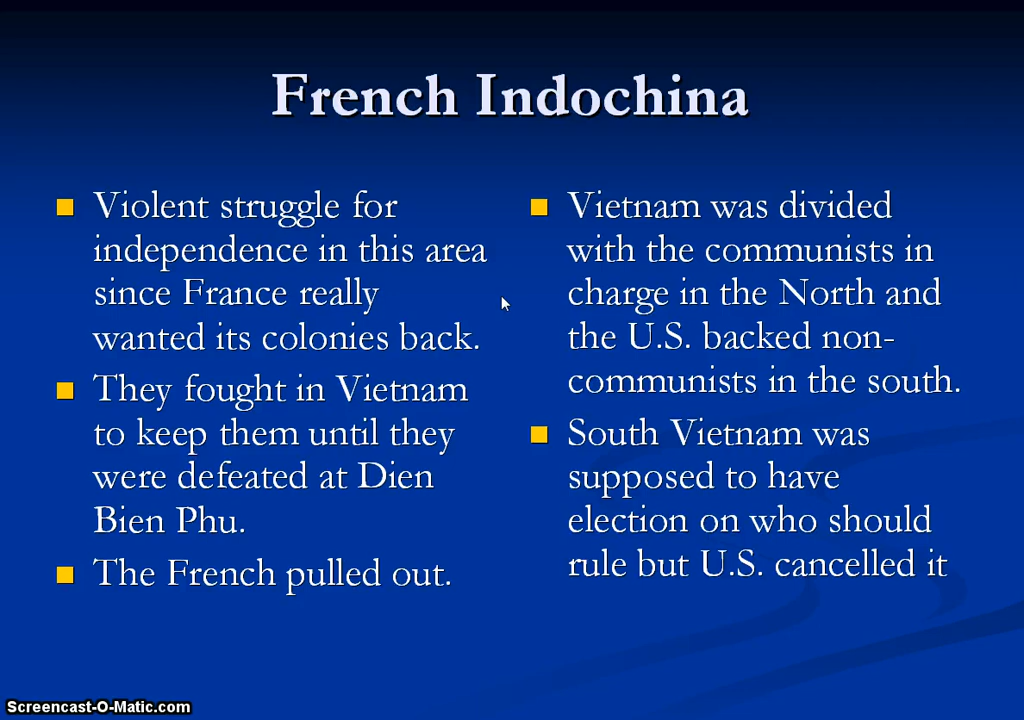 French Indochina
Violent struggle for
independence in this area
since France really
wanted its colonies back.
They fought in Vietnam
to keep them until they
were defeated at Dien
Bien Phu.
The French pulled out.
Vietnam was divided
with the communists in
charge in the North and
the U.S. backed non-
communists in the south.
South Vietnam was
supposed to have
election on who should
rule but U.S. cancelled it
Screencast-O-Matic.com